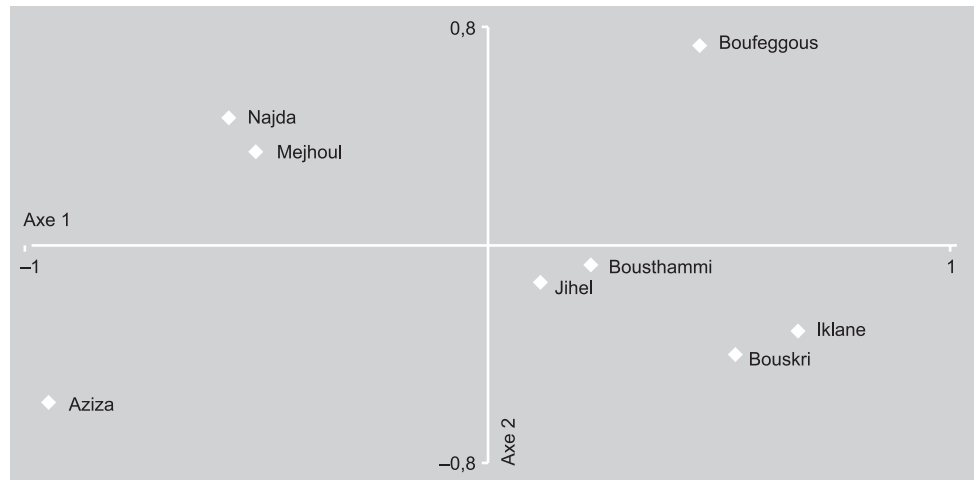 0,8
Boufeggous
Najda
Mejhoul
Axe 1
–1
1
Bousthammi
Jihel
Iklane
Bouskri
Aziza
Axe 2
–0,8